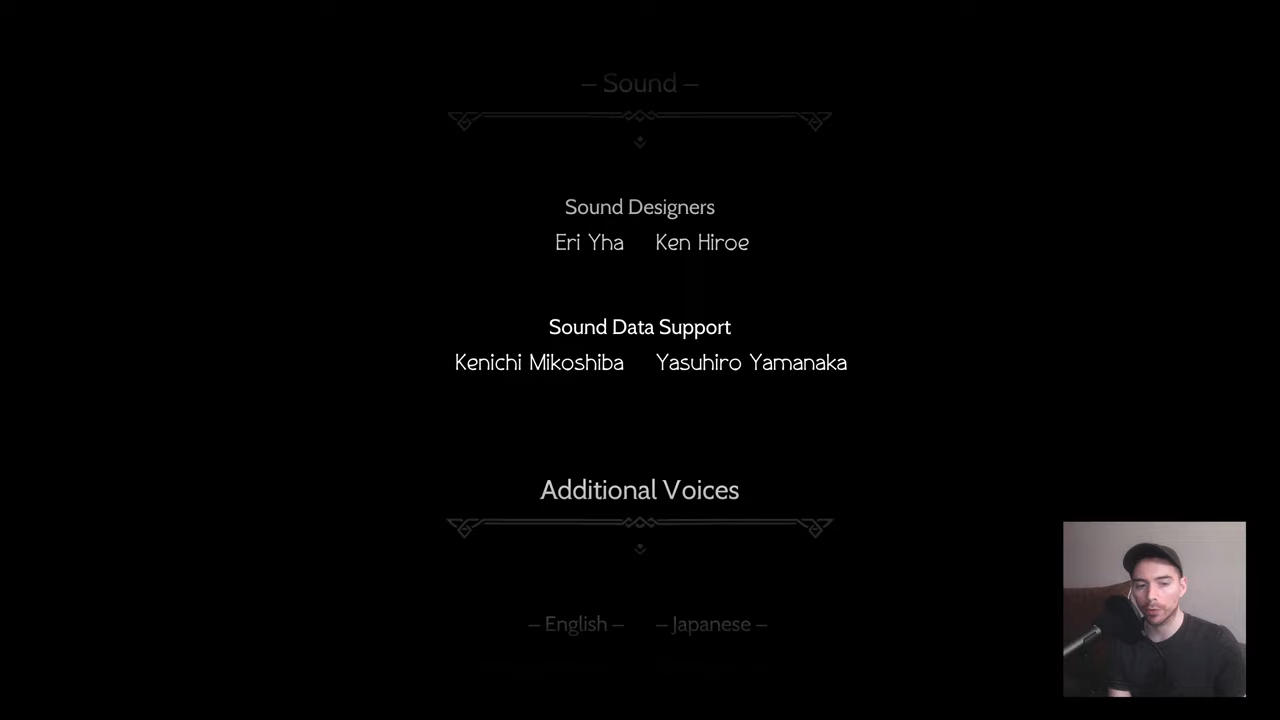 – Sound –
Sound Designers
Eri Yha Ken Hiroe
Sound Data Support
Kenichi Mikoshiba Yasuhiro Yamanaka
Additional Voices
– English – – Japanese –